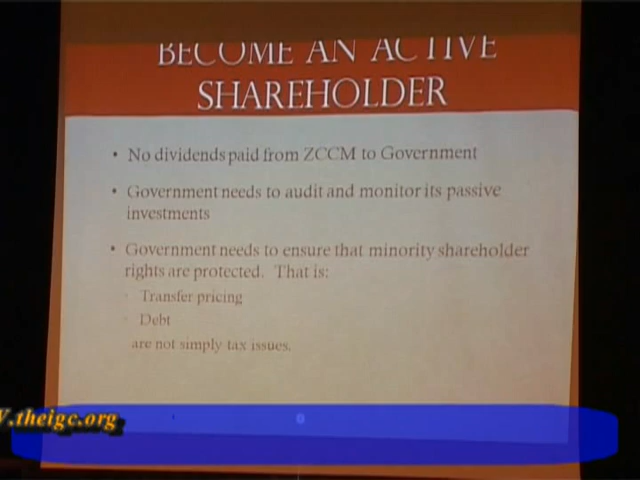 BECOME AN ACTIVE
SHAREHOLDER
• No dividends paid from ZCCM to Government
• Government needs to audit and monitor its passive
investments
• Government needs to ensure that minority shareholder
rights are protected. That is:
Transfer pricing
Debt
are not simply tax issues.
.theigc.org